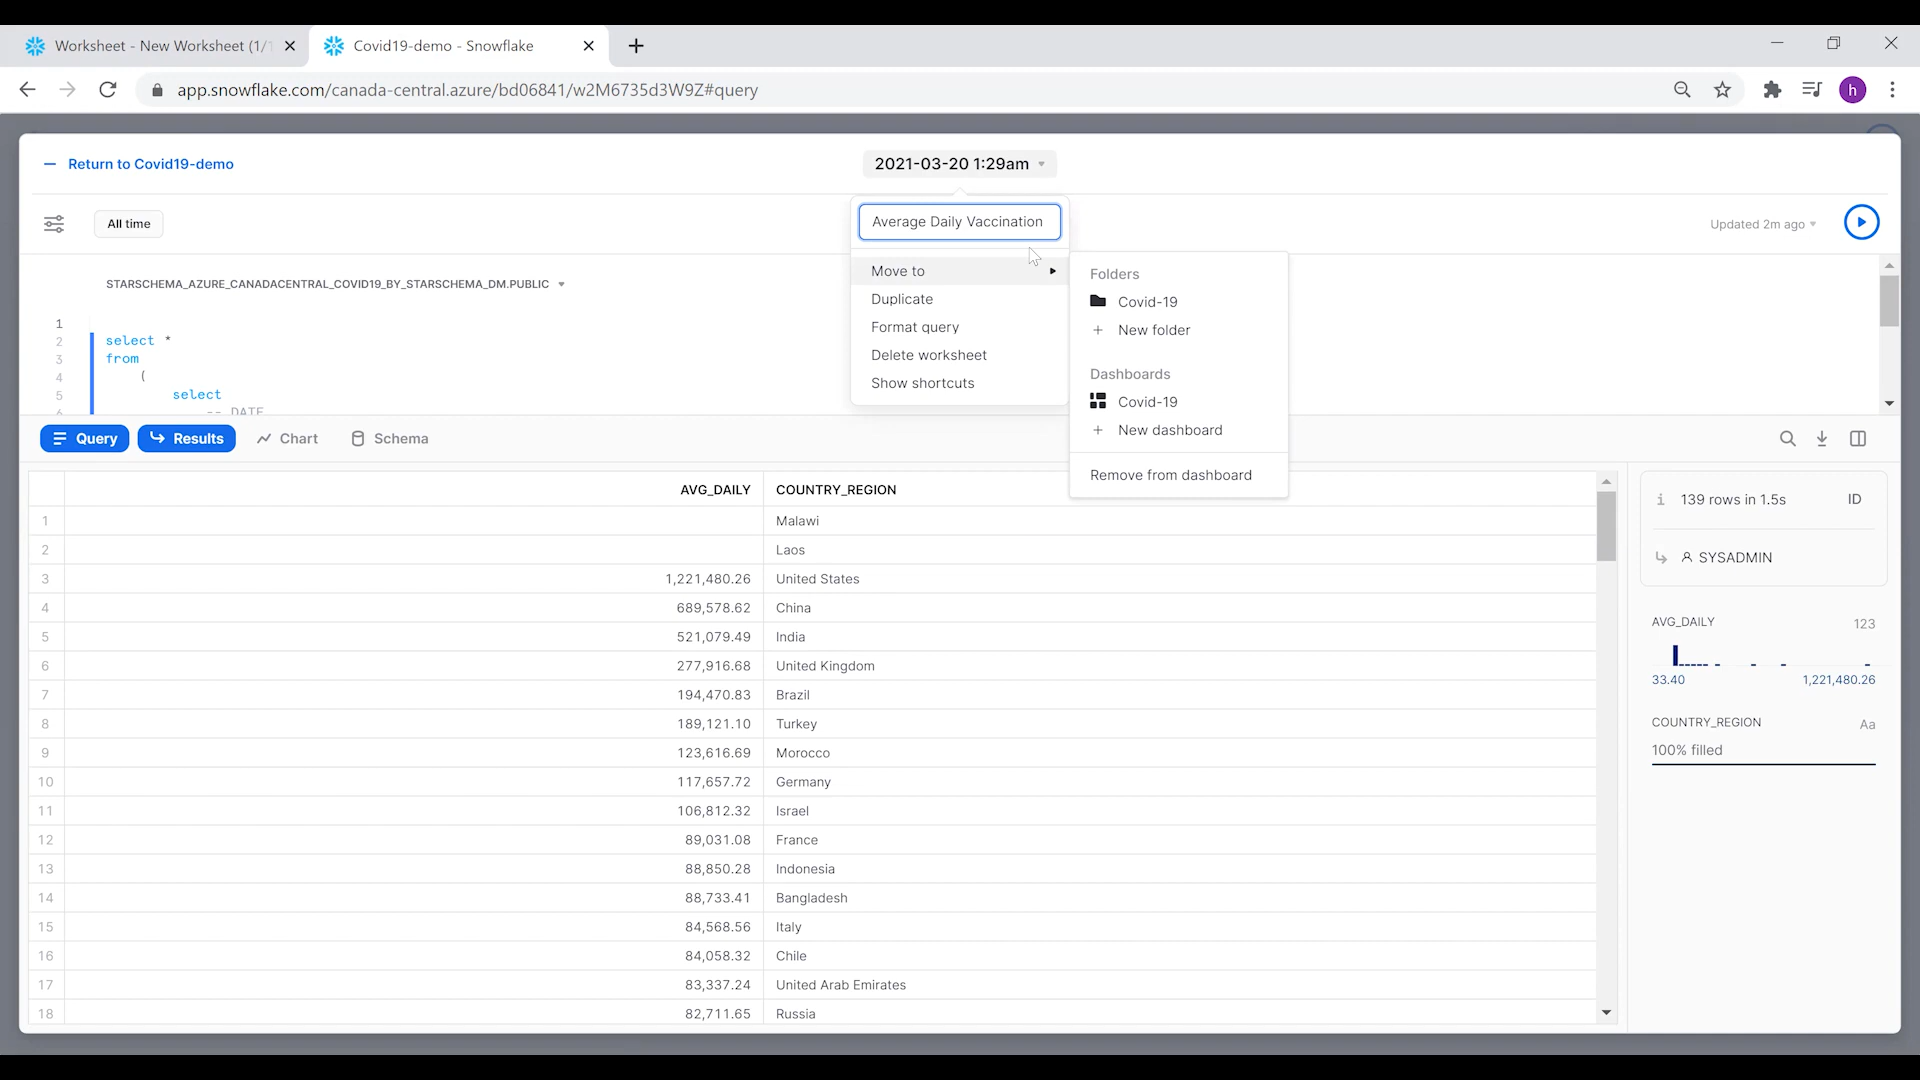 Worksheet - New Worksheet (1/1
Covid19-demo - Snowflake
app.snowflake.com/canada-central.azure/bd06841/w2M6735d3W9Z#query
h
Return to Covid19-demo
2021-03-20 1:29am
All time
Average Daily Vaccination
Updated 2m ago
Move to
Duplicate
Format query
Delete worksheet
Show shortcuts
Folders
Covid-19
+ New folder
Dashboards
Covid-19
+ New dashboard
Remove from dashboard
STARSCHEMA_AZURE_CANADACENTRAL_COVID19_BY_STARSCHEMA_DM.PUBLIC
1
2 select *
3 from
4 (
5 select
6 -- DATE
Query
Results
Chart
Schema
AVG_DAILY COUNTRY_REGION
1 Malawi
2 Laos
3 1,221,480.26 United States
4 689,578.62 China
5 521,079.49 India
6 277,916.68 United Kingdom
7 194,470.83 Brazil
8 189,121.10 Turkey
9 123,616.69 Morocco
10 117,657.72 Germany
11 106,812.32 Israel
12 89,031.08 France
13 88,850.28 Indonesia
14 88,733.41 Bangladesh
15 84,568.56 Italy
16 84,058.32 Chile
17 83,337.24 United Arab Emirates
18 82,711.65 Russia
139 rows in 1.5s ID
SYSADMIN
AVG_DAILY 123
33.40 1,221,480.26
COUNTRY_REGION Aa
100% filled